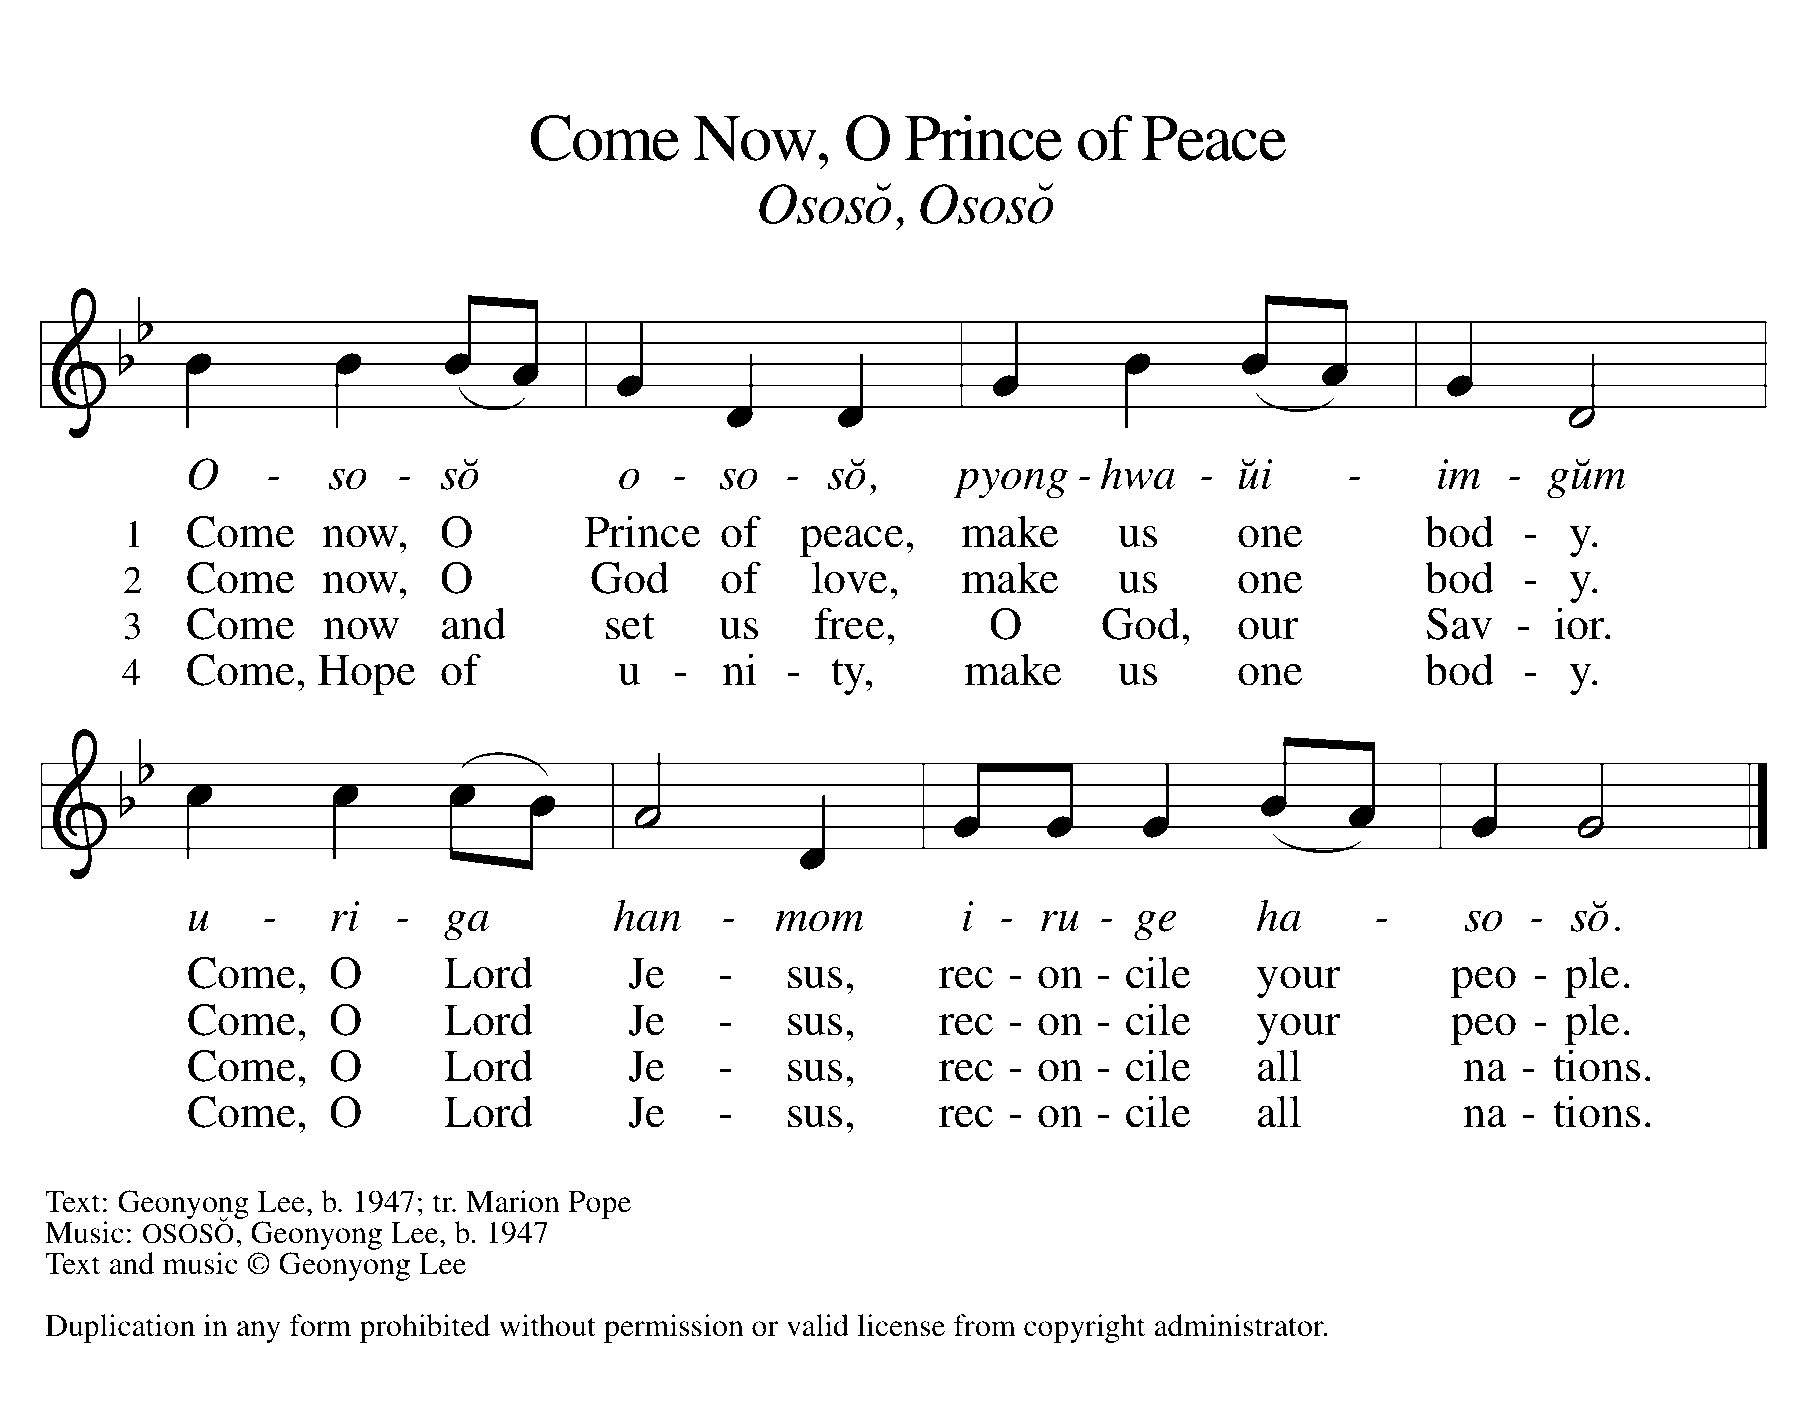 Come Now, O Prince of Peace
Ososŏ, Ososŏ
O - so - sŏ o - so - sŏ, pyong - hwa - ŭi - im - gŭm
1 Come now, O Prince of peace, make us one bod - y.
2 Come now, O God of love, make us one bod - y.
3 Come now and set us free, O God, our Sav - ior.
4 Come, Hope of u - ni - ty, make us one bod - y.
u - ri - ga han - mom i - ru - ge ha - so - sŏ.
Come, O Lord Je - sus, rec - on - cile your peo - ple.
Come, O Lord Je - sus, rec - on - cile your peo - ple.
Come, O Lord Je - sus, rec - on - cile all na - tions.
Come, O Lord Je - sus, rec - on - cile all na - tions.
Text: Geonyong Lee, b. 1947; tr. Marion Pope
Music: OSOSŎ, Geonyong Lee, b. 1947
Text and music © Geonyong Lee
Duplication in any form prohibited without permission or valid license from copyright administrator.